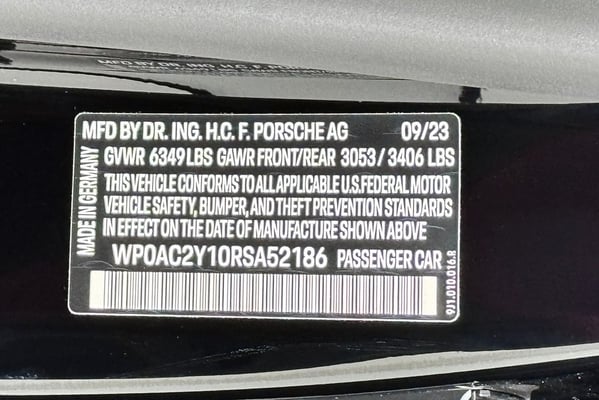 MFD BY DR. ING. H.C. F. PORSCHE AG 09/23
GVWR 6349 LBS GAWR FRONT/REAR 3053 / 3406 LBS
THIS VEHICLE CONFORMS TO ALL APPLICABLE U.S. FEDERAL MOTOR
VEHICLE SAFETY, BUMPER, AND THEFT PREVENTION STANDARDS
IN EFFECT ON THE DATE OF MANUFACTURE SHOWN ABOVE
WP0AC2Y10RSA52186 PASSENGER CAR
MADE IN GERMANY
9J1.010.016.R